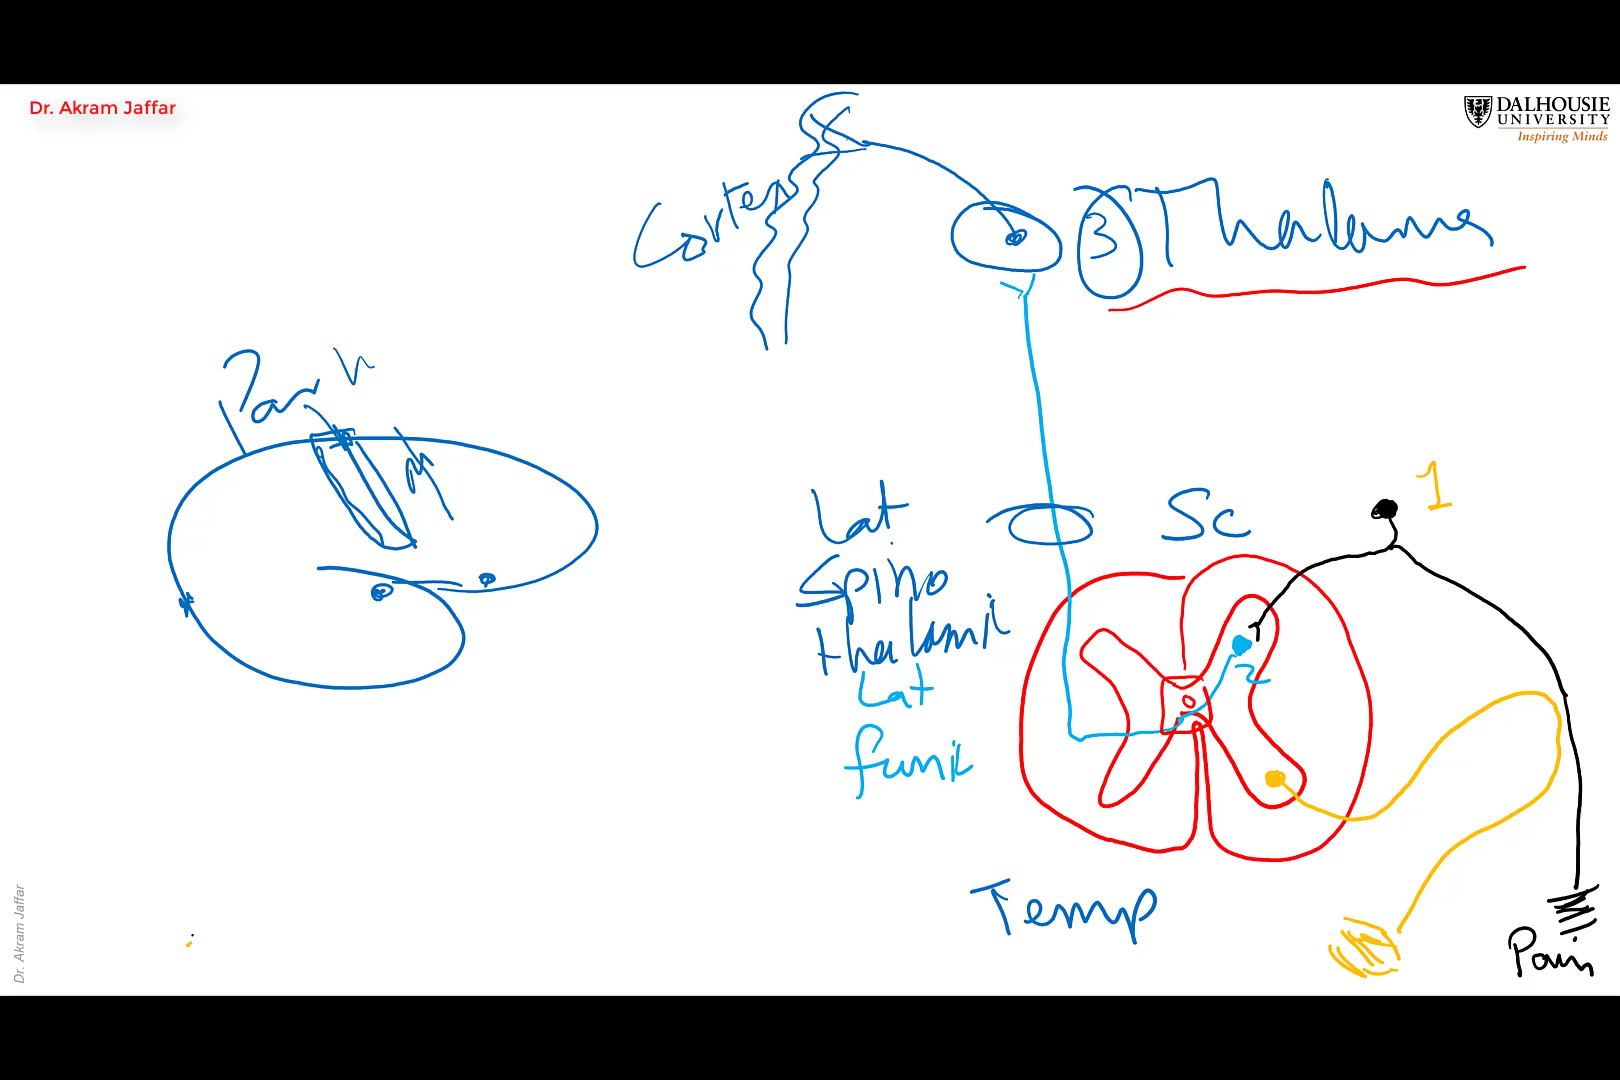 Dr. Akram Jaffar
DALHOUSIE
UNIVERSITY
Inspiring Minds
Cortex
3 Thalamus
1
Lat
Sc
Spino
thalamic
Lat
2
funic
Temp
Pain
Dr. Akram Jaffar